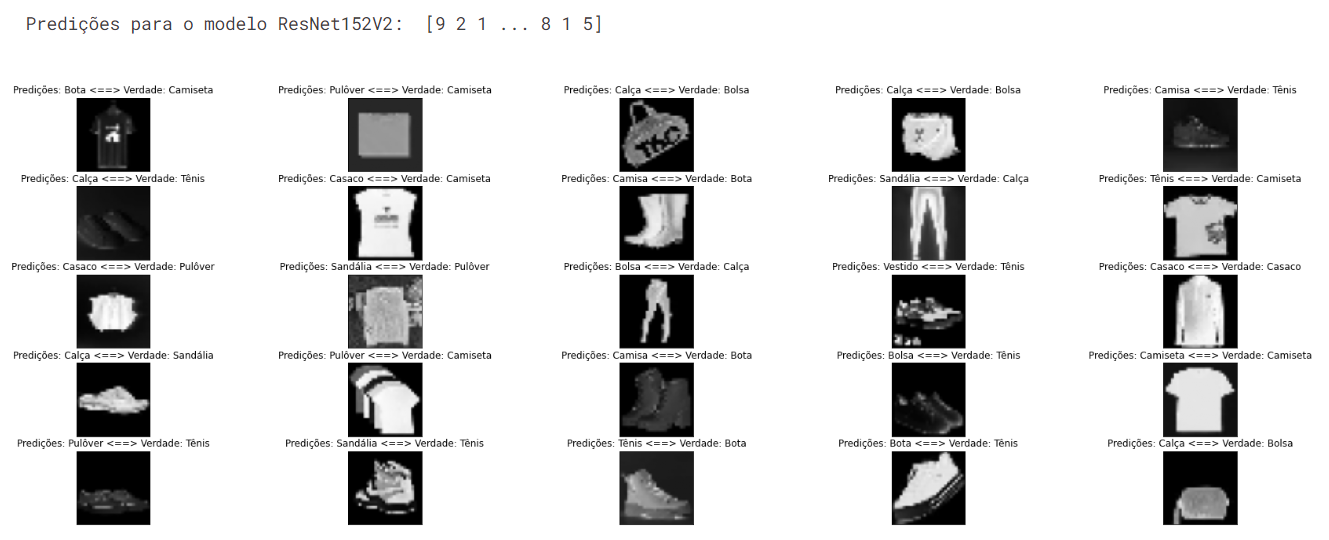 Predições para o modelo ResNet152V2:  [9 2 1 ... 8 1 5]
Predições: Bota <==> Verdade: Camiseta
Predições: Pulôver <==> Verdade: Camiseta
Predições: Calça <==> Verdade: Bolsa
Predições: Calça <==> Verdade: Bolsa
Predições: Camisa <==> Verdade: Tênis
Predições: Calça <==> Verdade: Tênis
Predições: Casaco <==> Verdade: Camiseta
Predições: Camisa <==> Verdade: Bota
Predições: Sandália <==> Verdade: Calça
Predições: Tênis <==> Verdade: Camiseta
Predições: Casaco <==> Verdade: Pulôver
Predições: Sandália <==> Verdade: Pulôver
Predições: Bolsa <==> Verdade: Calça
Predições: Vestido <==> Verdade: Tênis
Predições: Casaco <==> Verdade: Casaco
Predições: Calça <==> Verdade: Sandália
Predições: Pulôver <==> Verdade: Camiseta
Predições: Camisa <==> Verdade: Bota
Predições: Bolsa <==> Verdade: Tênis
Predições: Camiseta <==> Verdade: Camiseta
Predições: Pulôver <==> Verdade: Tênis
Predições: Sandália <==> Verdade: Tênis
Predições: Tênis <==> Verdade: Bota
Predições: Bota <==> Verdade: Tênis
Predições: Calça <==> Verdade: Bolsa